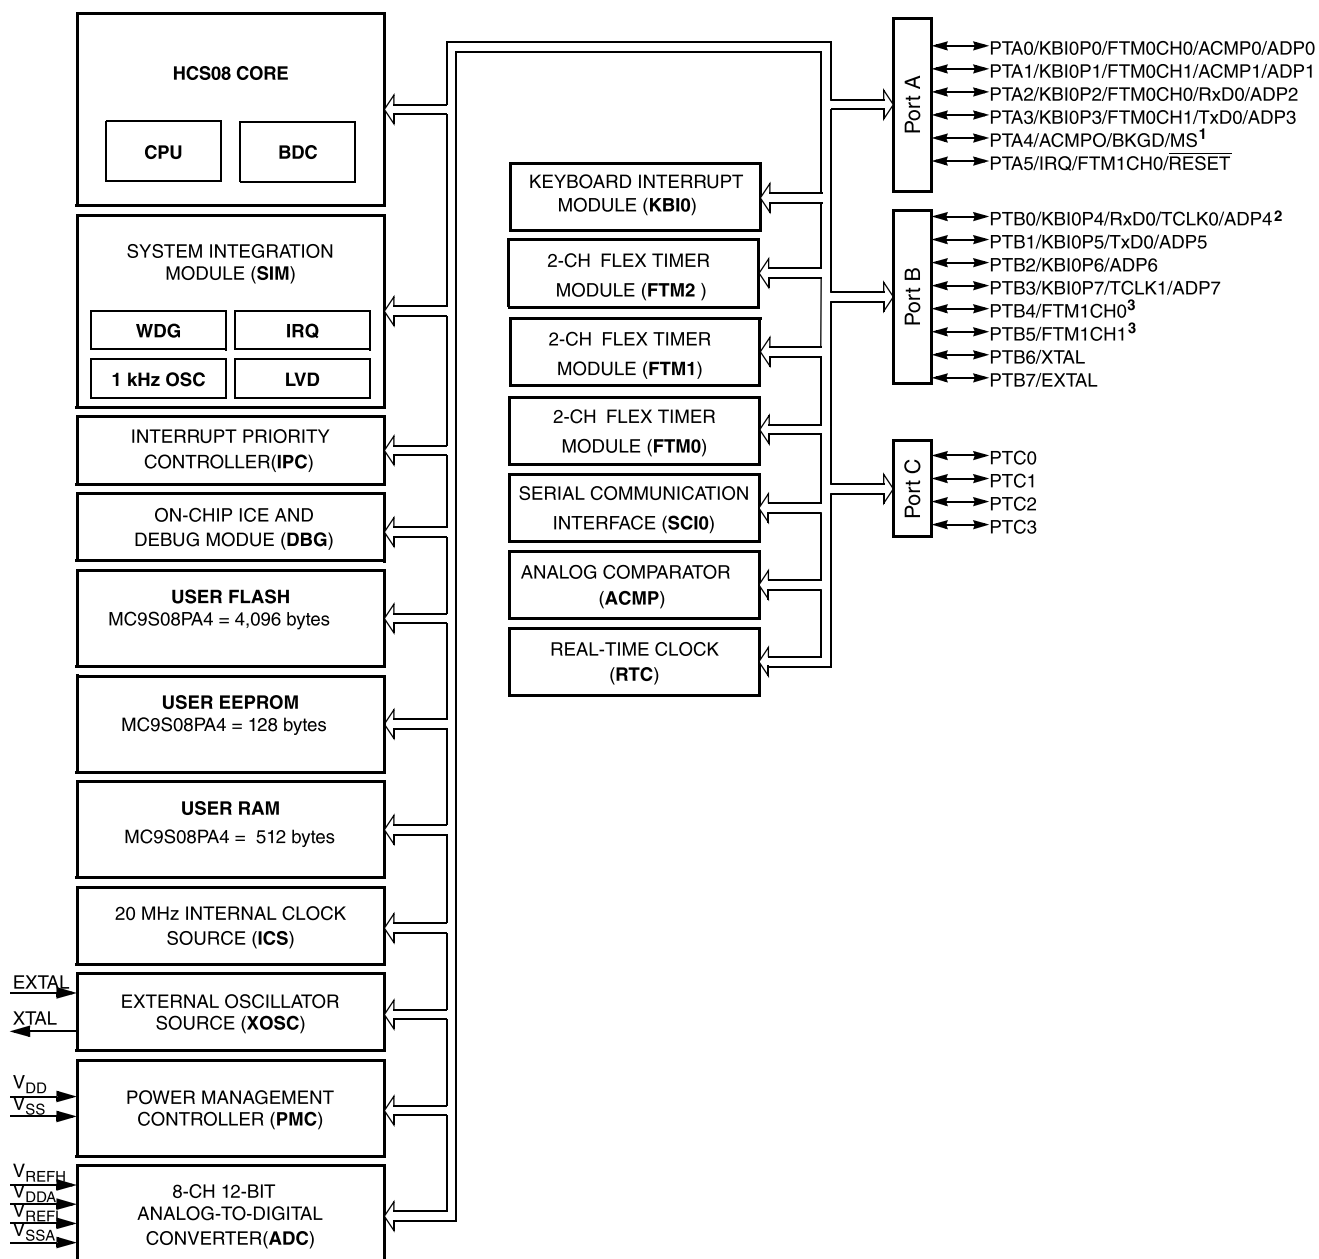 HCS08 CORE
CPU
BDC
SYSTEM INTEGRATION
MODULE (SIM)
WDG
IRQ
1 kHz OSC
LVD
INTERRUPT PRIORITY
CONTROLLER(IPC)
ON-CHIP ICE AND
DEBUG MODUE (DBG)
USER FLASH
MC9S08PA4 = 4,096 bytes
USER EEPROM
MC9S08PA4 = 128 bytes
USER RAM
MC9S08PA4 = 512 bytes
20 MHz INTERNAL CLOCK
SOURCE (ICS)
EXTAL
XTAL
EXTERNAL OSCILLATOR
SOURCE (XOSC)
VDD
VSS
POWER MANAGEMENT
CONTROLLER (PMC)
VREFH
VDDA
VREFL
VSSA
8-CH 12-BIT
ANALOG-TO-DIGITAL
CONVERTER(ADC)
KEYBOARD INTERRUPT
MODULE (KBI0)
2-CH FLEX TIMER
MODULE (FTM2 )
2-CH FLEX TIMER
MODULE (FTM1)
2-CH FLEX TIMER
MODULE (FTM0)
SERIAL COMMUNICATION
INTERFACE (SCI0)
ANALOG COMPARATOR
(ACMP)
REAL-TIME CLOCK
(RTC)
Port A
PTA0/KBI0P0/FTM0CH0/ACMP0/ADP0
PTA1/KBI0P1/FTM0CH1/ACMP1/ADP1
PTA2/KBI0P2/FTM0CH0/RxD0/ADP2
PTA3/KBI0P3/FTM0CH1/TxD0/ADP3
PTA4/ACMPO/BKGD/MS1
PTA5/IRQ/FTM1CH0/RESET
Port B
PTB0/KBI0P4/RxD0/TCLK0/ADP42
PTB1/KBI0P5/TxD0/ADP5
PTB2/KBI0P6/ADP6
PTB3/KBI0P7/TCLK1/ADP7
PTB4/FTM1CH03
PTB5/FTM1CH13
PTB6/XTAL
PTB7/EXTAL
Port C
PTC0
PTC1
PTC2
PTC3